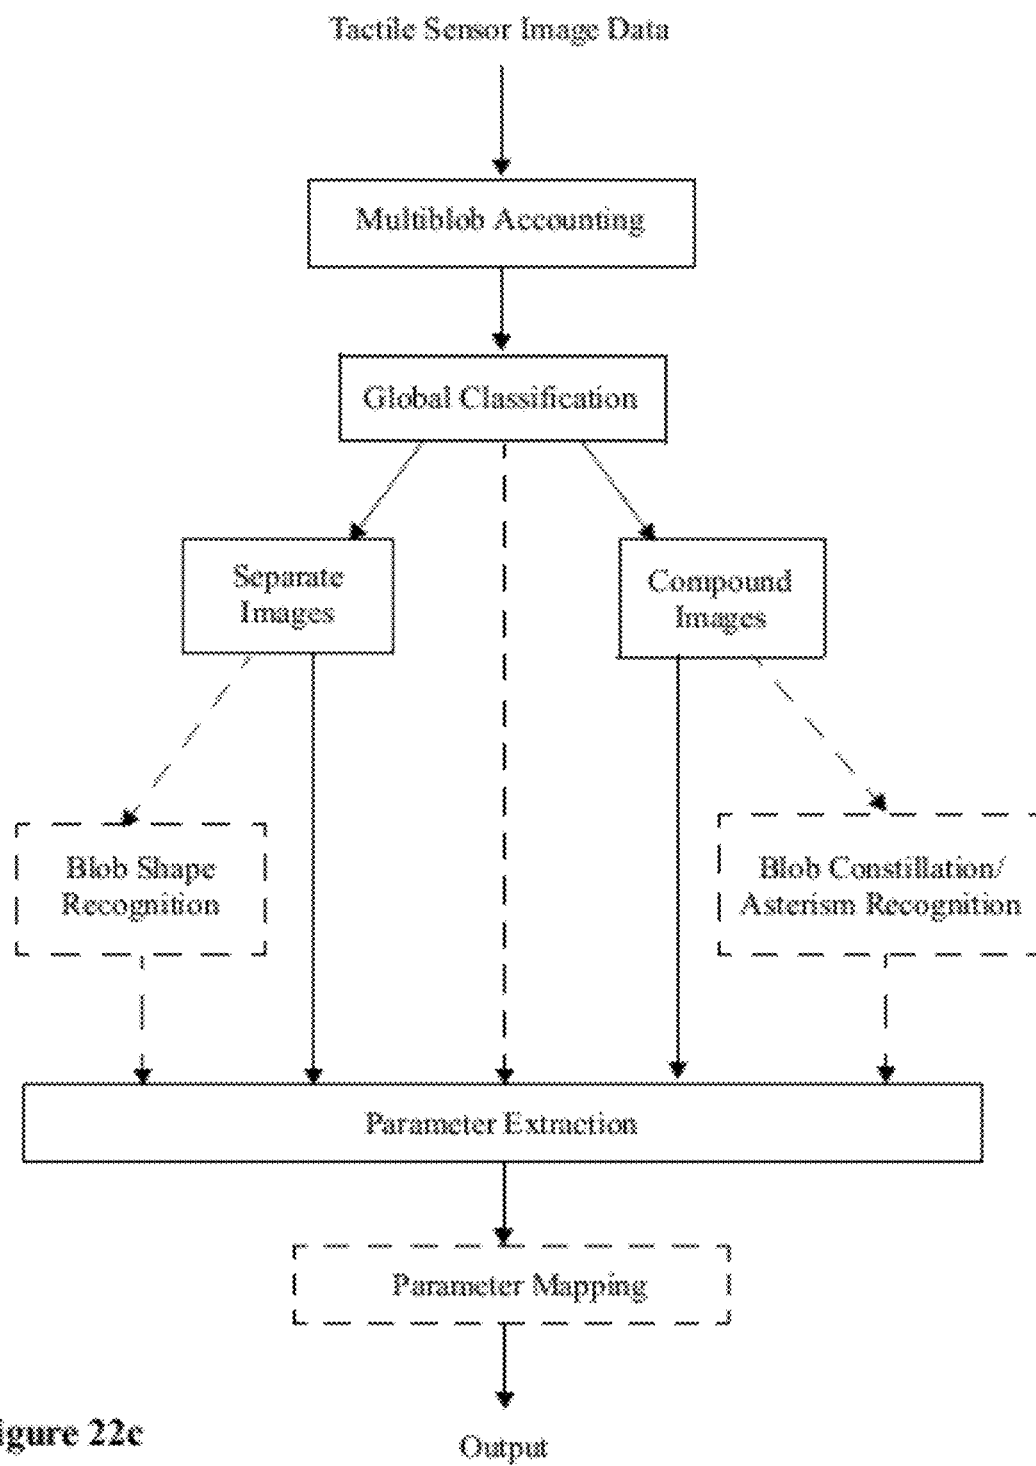 Tactile Sensor Image Data
Multiblob Accounting
Global Classification
Separate
Images
Compound
Images
Blob Shape
Recognition
Blob Constillation/
Asterism Recognition
Parameter Extraction
Parameter Mapping
igure 22c
Output